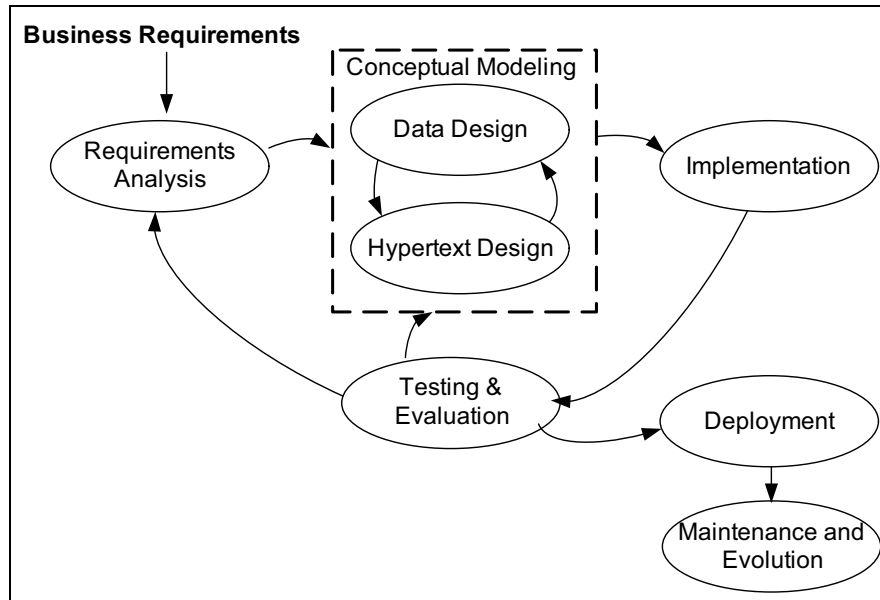 Business Requirements
Conceptual Modeling
Data Design
Requirements
Analysis
Implementation
Hypertext Design
Testing &
Evaluation
Deployment
Maintenance and
Evolution